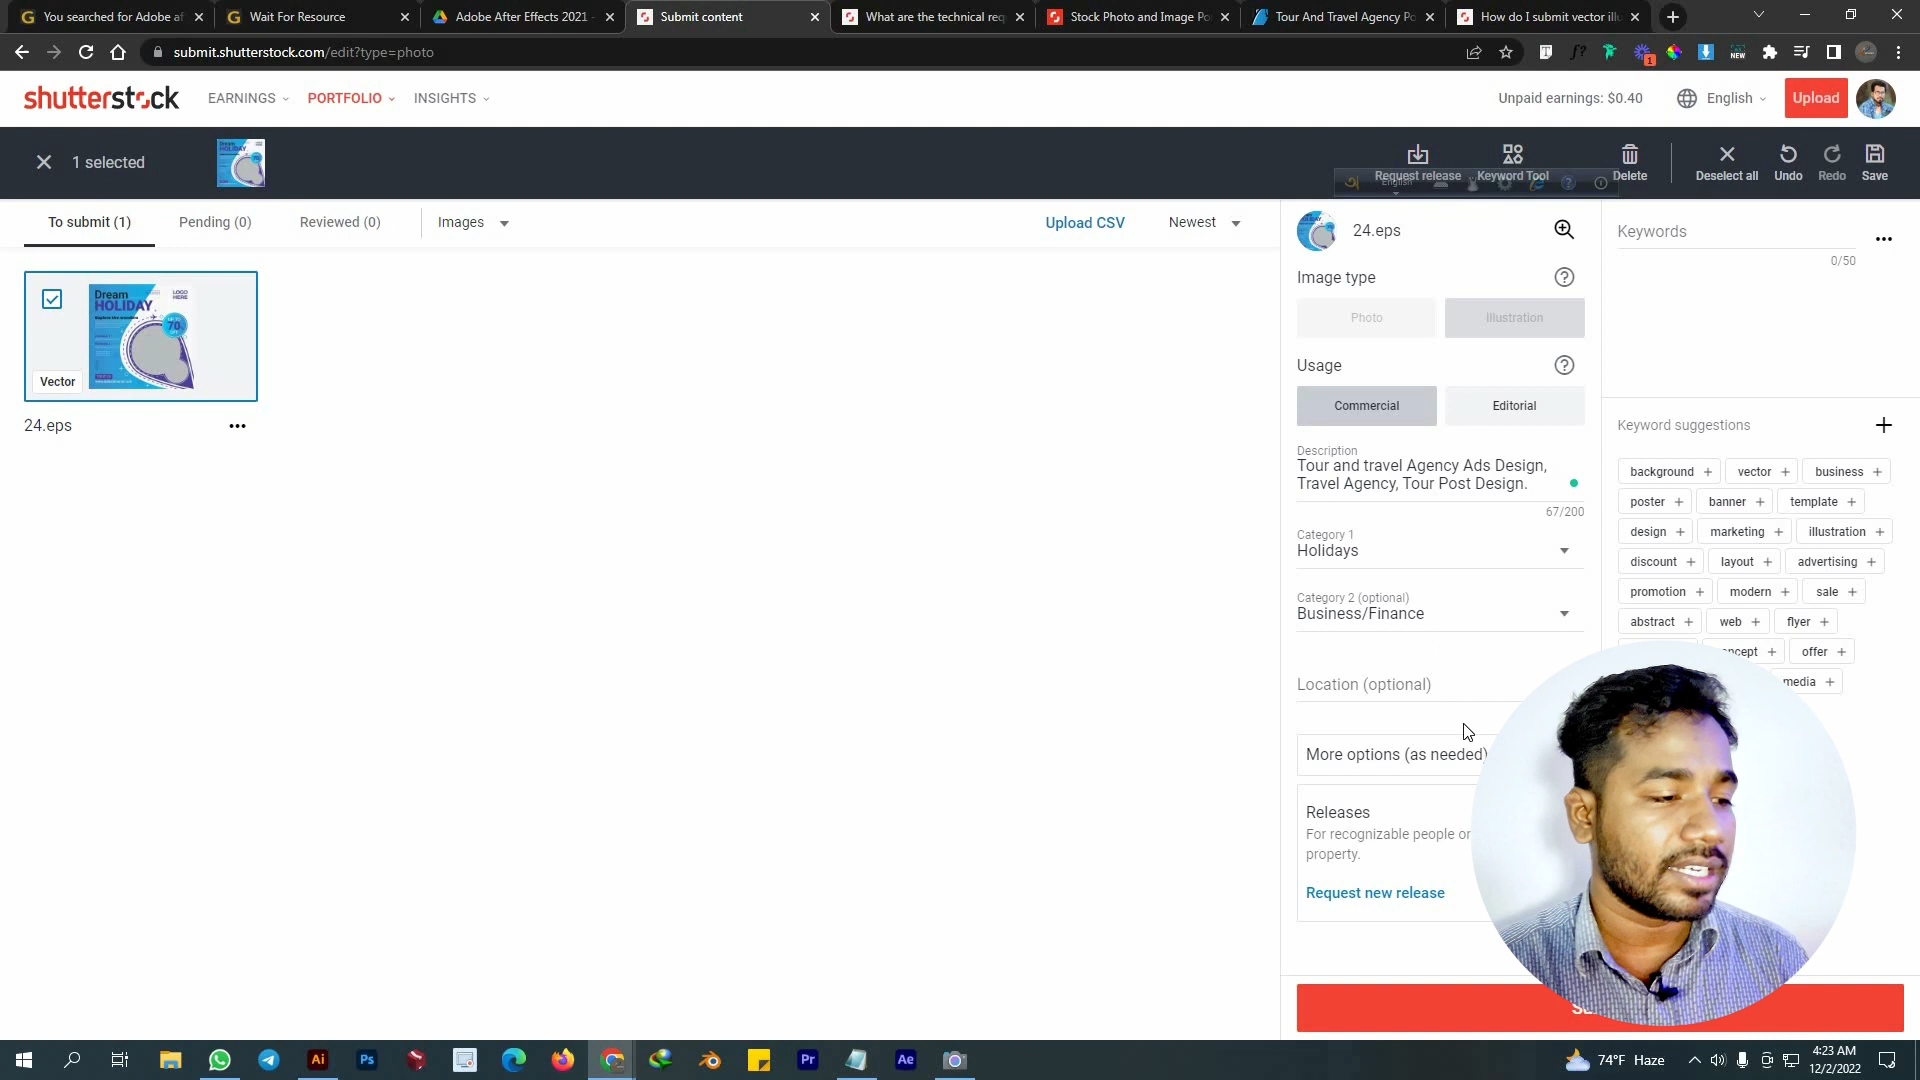 You searched for Adobe af
Wait For Resource
Adobe After Effects 2021 -
Submit content
What are the technical req
Stock Photo and Image Po
Tour And Travel Agency Po
How do I submit vector illu
submit.shutterstock.com/edit?type=photo
shutterstock
EARNINGS
PORTFOLIO
INSIGHTS
Unpaid earnings: $0.40
English
Upload
1 selected
Request release
Keyword Tool
Delete
Deselect all
Undo
Redo
Save
English
To submit (1)
Pending (0)
Reviewed (0)
Images
Upload CSV
Newest
Dream
HOLIDAY
LOGO
HERE
70
Vector
24.eps
24.eps
Image type
Photo
Illustration
Usage
Commercial
Editorial
Description
Tour and travel Agency Ads Design,
Travel Agency, Tour Post Design.
67/200
Category 1
Holidays
Category 2 (optional)
Business/Finance
Location (optional)
More options (as needed)
Releases
For recognizable people or
property.
Request new release
Keywords
0/50
Keyword suggestions
background +
vector +
business +
poster +
banner +
template +
design +
marketing +
illustration +
discount +
layout +
advertising +
promotion +
modern +
sale +
abstract +
web +
flyer +
offer +
media +
74°F Haze
4:23 AM
12/2/2022